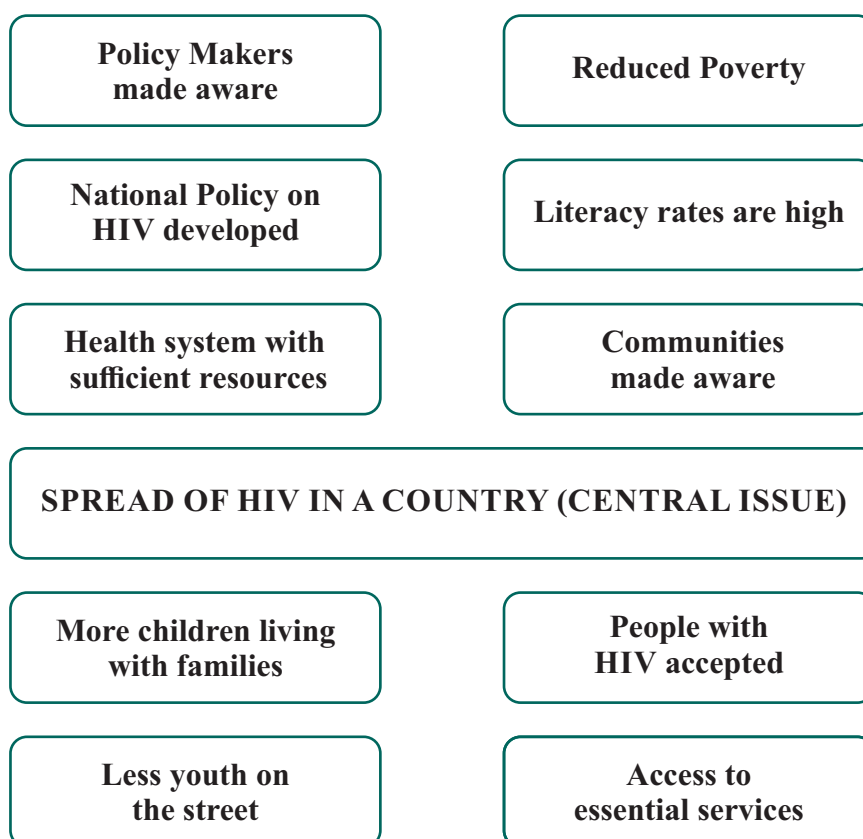 Policy Makers
made aware
Reduced Poverty
National Policy on
HIV developed
Literacy rates are high
Health system with
sufficient resources
Communities
made aware
SPREAD OF HIV IN A COUNTRY (CENTRAL ISSUE)
More children living
with families
People with
HIV accepted
Less youth on
the street
Access to
essential services